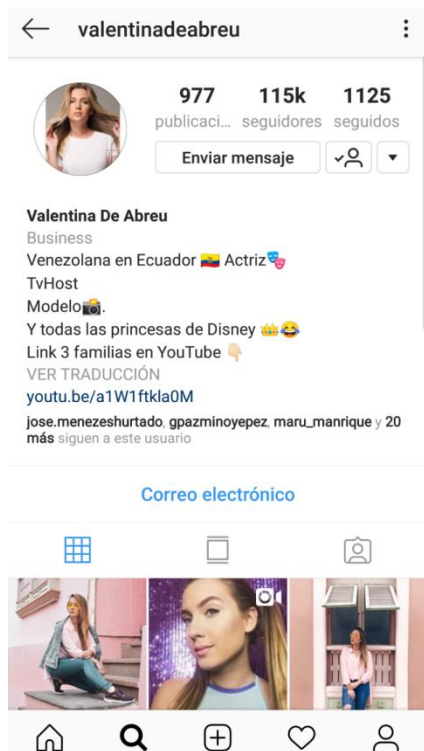 valentinadeabreu
977 115k 1125
publicaci... seguidores seguidos
Enviar mensaje
Valentina De Abreu
Business
Venezolana en Ecuador 🇪🇨 Actriz🎭
TvHost
Modelo📸.
Y todas las princesas de Disney 👑😂
Link 3 familias en YouTube 👇🏻
VER TRADUCCIÓN
youtu.be/a1W1ftkla0M
jose.menezeshurtado, gpazminoyepez, maru_manrique y 20
más siguen a este usuario
Correo electrónico